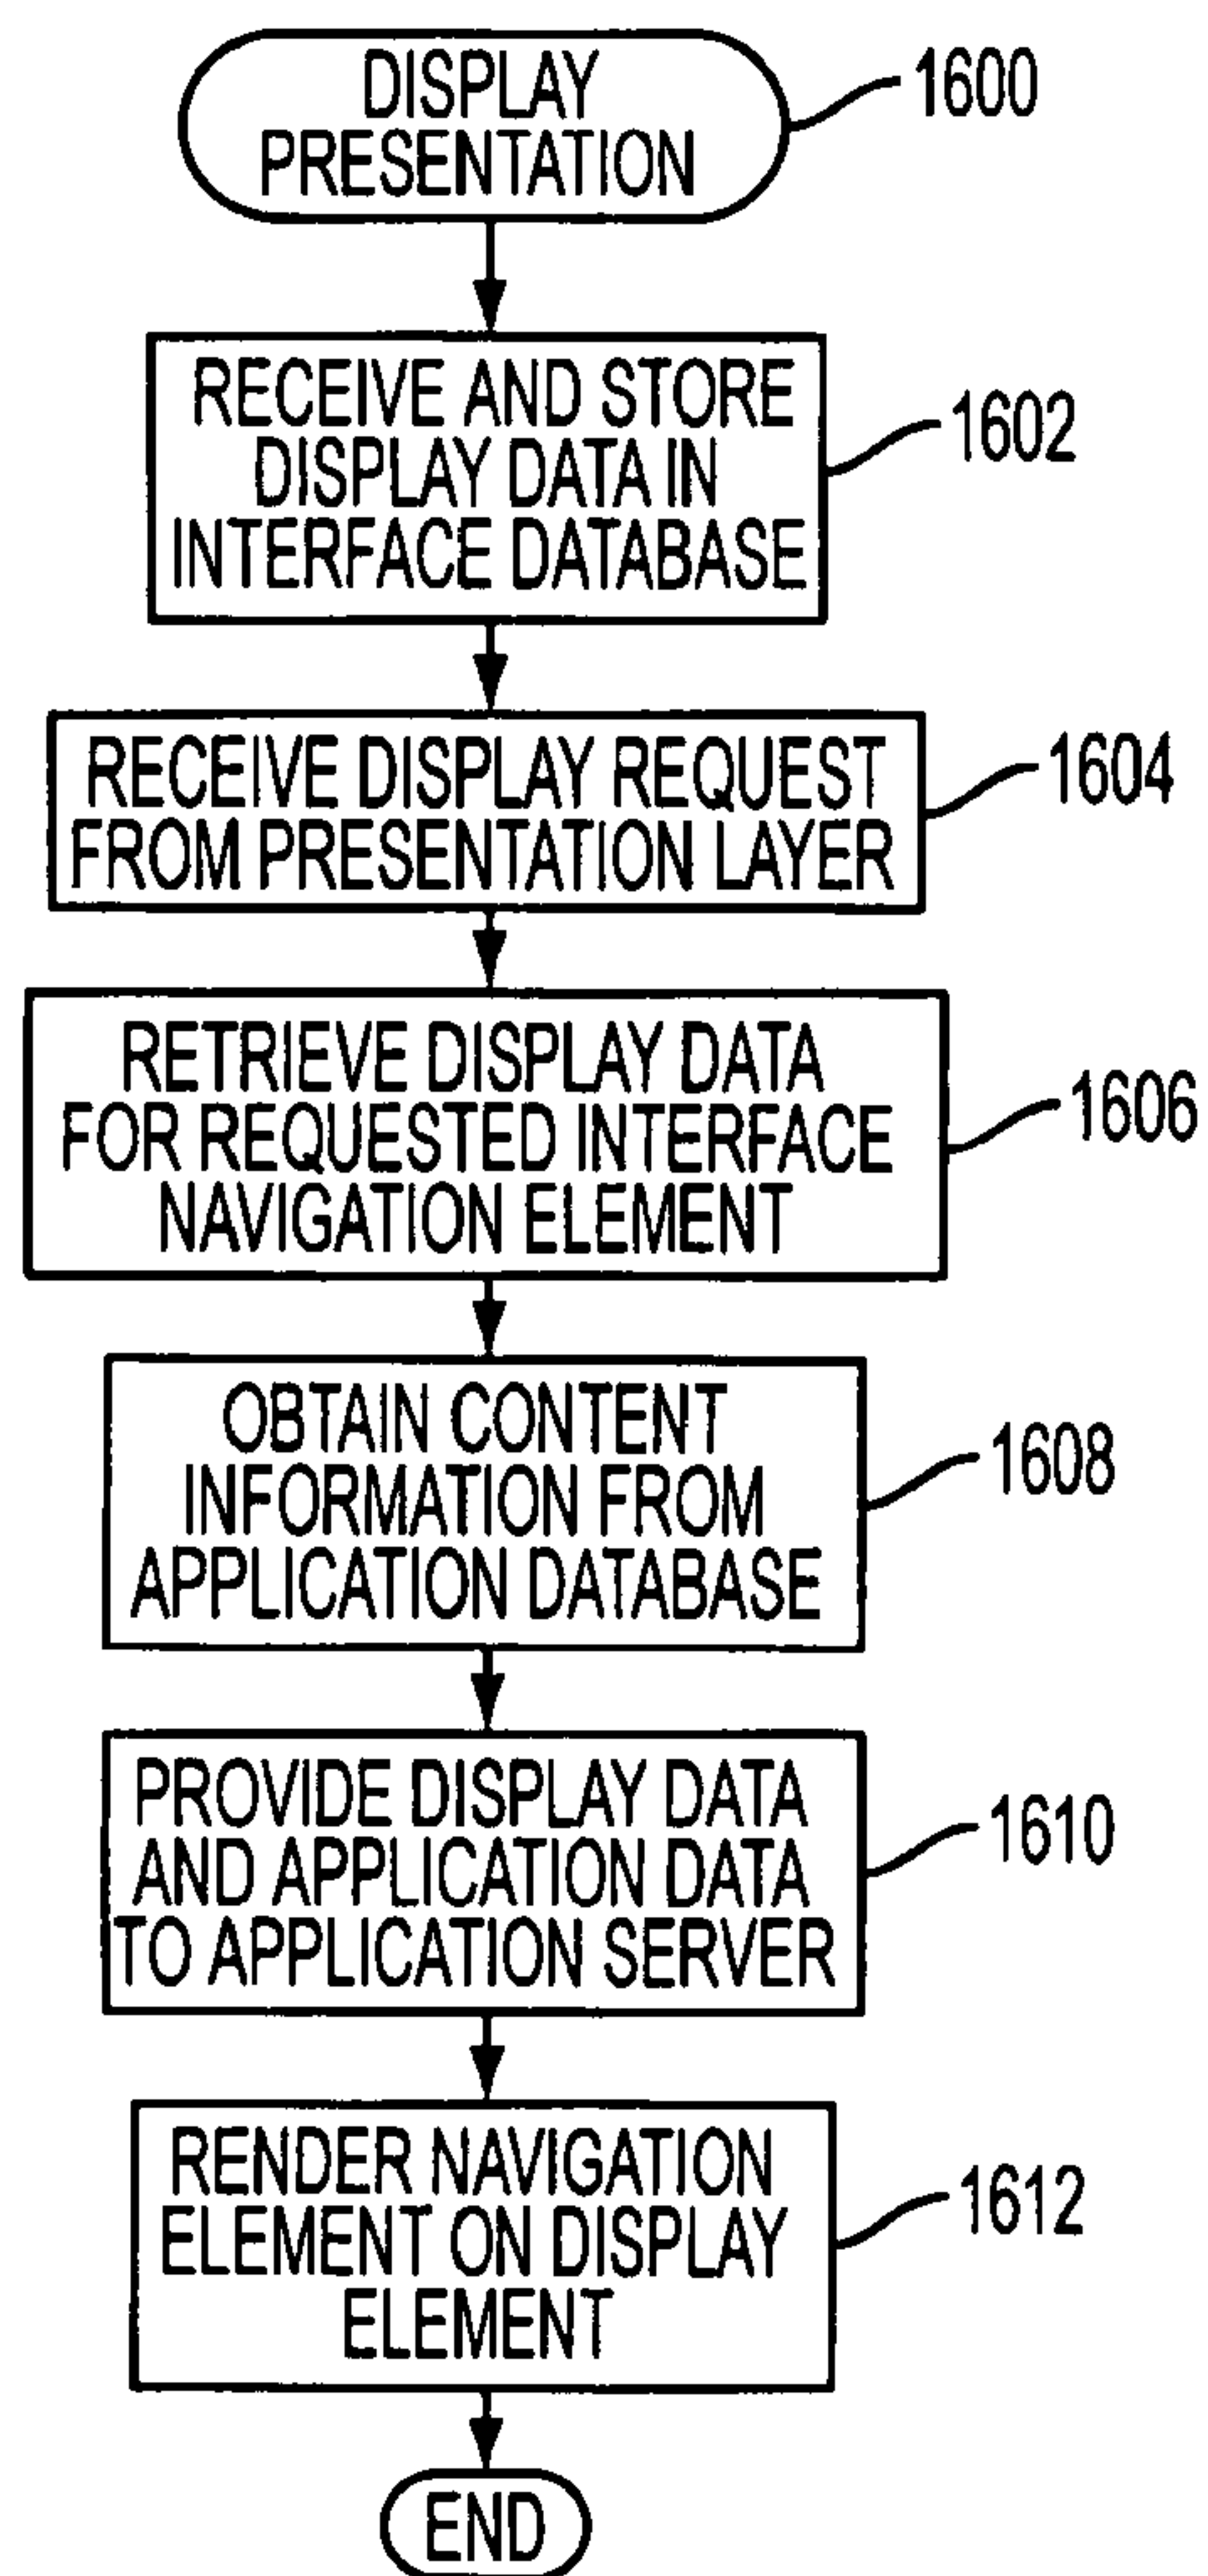 DISPLAY
PRESENTATION
1600
RECEIVE AND STORE
DISPLAY DATA IN
INTERFACE DATABASE
1602
RECEIVE DISPLAY REQUEST
FROM PRESENTATION LAYER
1604
RETRIEVE DISPLAY DATA
FOR REQUESTED INTERFACE
NAVIGATION ELEMENT
1606
OBTAIN CONTENT
INFORMATION FROM
APPLICATION DATABASE
1608
PROVIDE DISPLAY DATA
AND APPLICATION DATA
TO APPLICATION SERVER
1610
RENDER NAVIGATION
ELEMENT ON DISPLAY
ELEMENT
1612
END